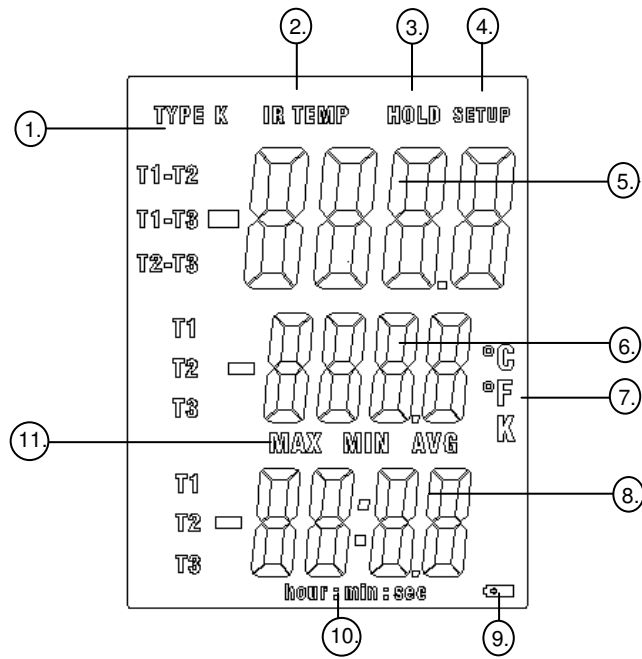 2. 3. 4.
1. TYPE K IR TEMP HOLD SETUP
T1-T2 5.
T1-T3
T2-T3
T1 6.
T2 °C
°F 7.
T3 K
11. MAX MIN AVG
T1 8.
T2
T3
hour:min:sec
10. 9.